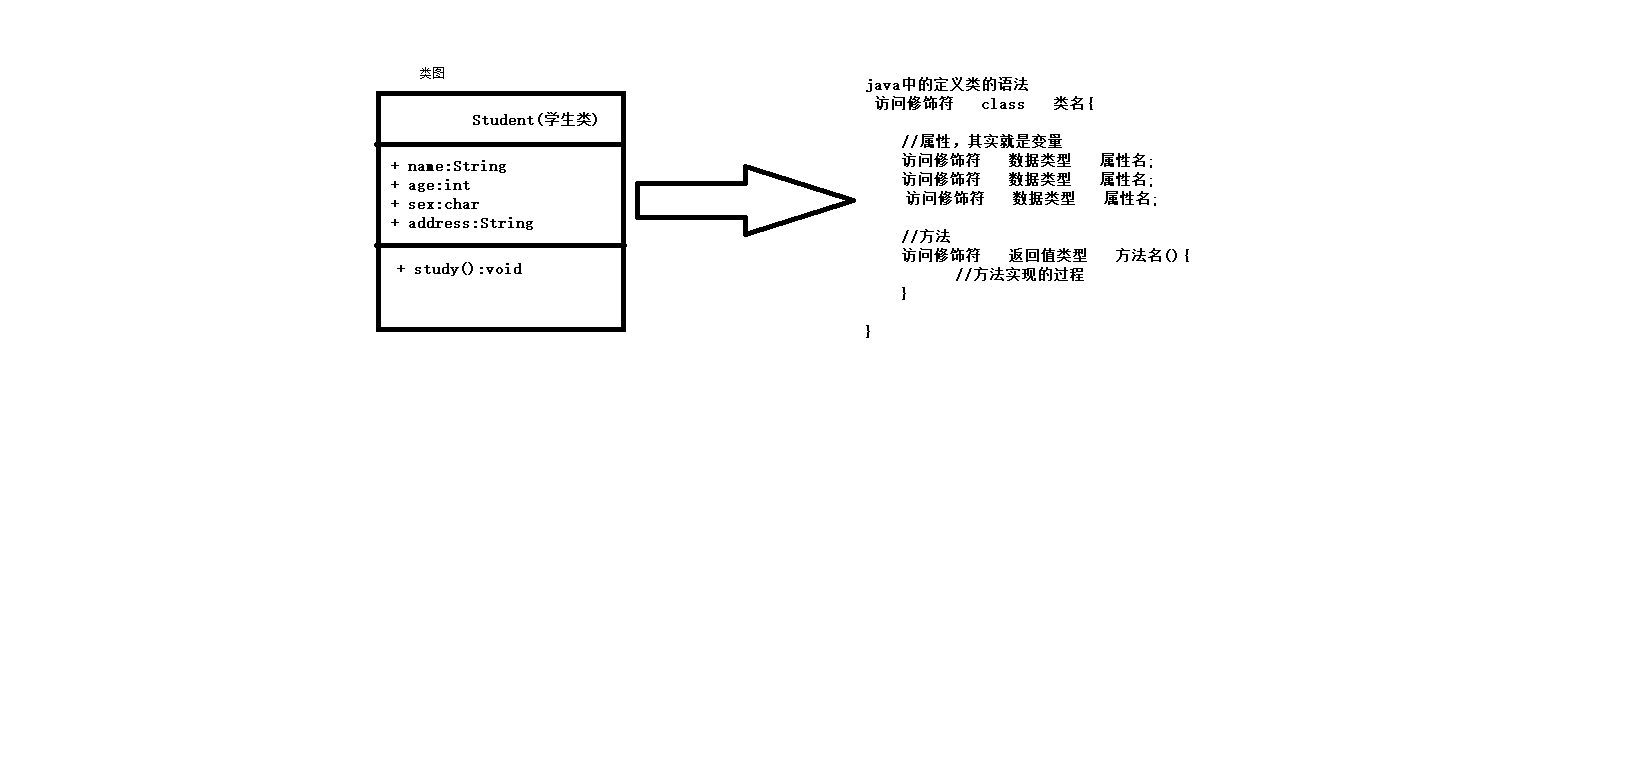 类图
Student(学生类)
+ name:String
+ age:int
+ sex:char
+ address:String
+ study():void
java中的定义类的语法
访问修饰符 class 类名{
//属性，其实就是变量
访问修饰符 数据类型 属性名;
访问修饰符 数据类型 属性名;
访问修饰符 数据类型 属性名;
//方法
访问修饰符 返回值类型 方法名(){
//方法实现的过程
}
}